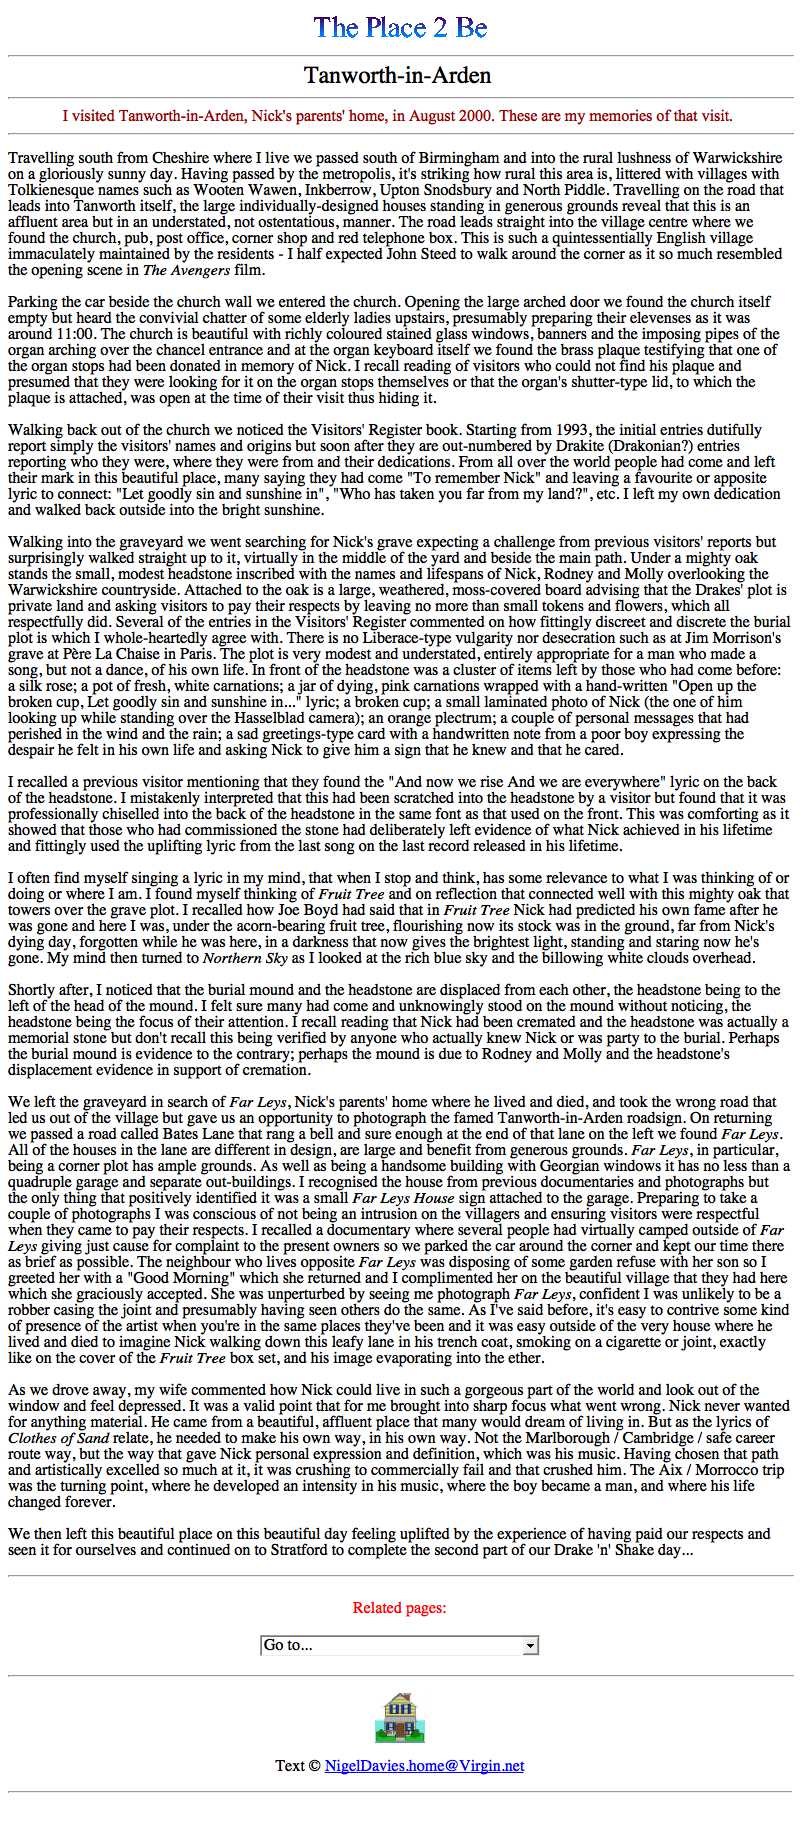 The Place 2 Be
Tanworth-in-Arden
I visited Tanworth-in-Arden, Nick's parents' home, in August 2000. These are my memories of that visit.
Travelling south from Cheshire where I live we passed south of Birmingham and into the rural lushness of Warwickshire
on a gloriously sunny day. Having passed by the metropolis, it's striking how rural this area is, littered with villages with
Tolkienesque names such as Wooten Wawen, Inkberrow, Upton Snodsbury and North Piddle. Travelling on the road that
leads into Tanworth itself, the large individually-designed houses standing in generous grounds reveal that this is an
affluent area but in an understated, not ostentatious, manner. The road leads straight into the village centre where we
found the church, pub, post office, corner shop and red telephone box. This is such a quintessentially English village
immaculately maintained by the residents - I half expected John Steed to walk around the corner as it so much resembled
the opening scene in The Avengers film.
Parking the car beside the church wall we entered the church. Opening the large arched door we found the church itself
empty but heard the convivial chatter of some elderly ladies upstairs, presumably preparing their elevenses as it was
around 11:00. The church is beautiful with richly coloured stained glass windows, banners and the imposing pipes of the
organ arching over the chancel entrance and at the organ keyboard itself we found the brass plaque testifying that one of
the organ stops had been donated in memory of Nick. I recall reading of visitors who could not find his plaque and
presumed that they were looking for it on the organ stops themselves or that the organ's shutter-type lid, to which the
plaque is attached, was open at the time of their visit thus hiding it.
Walking back out of the church we noticed the Visitors' Register book. Starting from 1993, the initial entries dutifully
report simply the visitors' names and origins but soon after they are out-numbered by Drakite (Drakonian?) entries
reporting who they were, where they were from and their dedications. From all over the world people had come and left
their mark in this beautiful place, many saying they had come "To remember Nick" and leaving a favourite or apposite
lyric to connect: "Let goodly sin and sunshine in", "Who has taken you far from my land?", etc. I left my own dedication
and walked back outside into the bright sunshine.
Walking into the graveyard we went searching for Nick's grave expecting a challenge from previous visitors' reports but
surprisingly walked straight up to it, virtually in the middle of the yard and beside the main path. Under a mighty oak
stands the small, modest headstone inscribed with the names and lifespans of Nick, Rodney and Molly overlooking the
Warwickshire countryside. Attached to the oak is a large, weathered, moss-covered board advising that the Drakes' plot is
private land and asking visitors to pay their respects by leaving no more than small tokens and flowers, which all
respectfully did. Several of the entries in the Visitors' Register commented on how fittingly discreet and discrete the burial
plot is which I whole-heartedly agree with. There is no Liberace-type vulgarity nor desecration such as at Jim Morrison's
grave at Père La Chaise in Paris. The plot is very modest and understated, entirely appropriate for a man who made a
song, but not a dance, of his own life. In front of the headstone was a cluster of items left by those who had come before:
a silk rose; a pot of fresh, white carnations; a jar of dying, pink carnations wrapped with a hand-written "Open up the
broken cup, Let goodly sin and sunshine in..." lyric; a broken cup; a small laminated photo of Nick (the one of him
looking up while standing over the Hasselblad camera); an orange plectrum; a couple of personal messages that had
perished in the wind and the rain; a sad greetings-type card with a handwritten note from a poor boy expressing the
despair he felt in his own life and asking Nick to give him a sign that he knew and that he cared.
I recalled a previous visitor mentioning that they found the "And now we rise And we are everywhere" lyric on the back
of the headstone. I mistakenly interpreted that this had been scratched into the headstone by a visitor but found that it was
professionally chiselled into the back of the headstone in the same font as that used on the front. This was comforting as it
showed that those who had commissioned the stone had deliberately left evidence of what Nick achieved in his lifetime
and fittingly used the uplifting lyric from the last song on the last record released in his lifetime.
I often find myself singing a lyric in my mind, that when I stop and think, has some relevance to what I was thinking of or
doing or where I am. I found myself thinking of Fruit Tree and on reflection that connected well with this mighty oak that
towers over the grave plot. I recalled how Joe Boyd had said that in Fruit Tree Nick had predicted his own fame after he
was gone and here I was, under the acorn-bearing fruit tree, flourishing now its stock was in the ground, far from Nick's
dying day, forgotten while he was here, in a darkness that now gives the brightest light, standing and staring now he's
gone. My mind then turned to Northern Sky as I looked at the rich blue sky and the billowing white clouds overhead.
Shortly after, I noticed that the burial mound and the headstone are displaced from each other, the headstone being to the
left of the head of the mound. I felt sure many had come and unknowingly stood on the mound without noticing, the
headstone being the focus of their attention. I recall reading that Nick had been cremated and the headstone was actually a
memorial stone but don't recall this being verified by anyone who actually knew Nick or was party to the burial. Perhaps
the burial mound is evidence to the contrary; perhaps the mound is due to Rodney and Molly and the headstone's
displacement evidence in support of cremation.
We left the graveyard in search of Far Leys, Nick's parents' home where he lived and died, and took the wrong road that
led us out of the village but gave us an opportunity to photograph the famed Tanworth-in-Arden roadsign. On returning
we passed a road called Bates Lane that rang a bell and sure enough at the end of that lane on the left we found Far Leys.
All of the houses in the lane are different in design, are large and benefit from generous grounds. Far Leys, in particular,
being a corner plot has ample grounds. As well as being a handsome building with Georgian windows it has no less than a
quadruple garage and separate out-buildings. I recognised the house from previous documentaries and photographs but
the only thing that positively identified it was a small Far Leys House sign attached to the garage. Preparing to take a
couple of photographs I was conscious of not being an intrusion on the villagers and ensuring visitors were respectful
when they came to pay their respects. I recalled a documentary where several people had virtually camped outside of Far
Leys giving just cause for complaint to the present owners so we parked the car around the corner and kept our time there
as brief as possible. The neighbour who lives opposite Far Leys was disposing of some garden refuse with her son so I
greeted her with a "Good Morning" which she returned and I complimented her on the beautiful village that they had here
which she graciously accepted. She was unperturbed by seeing me photograph Far Leys, confident I was unlikely to be a
robber casing the joint and presumably having seen others do the same. As I've said before, it's easy to contrive some kind
of presence of the artist when you're in the same places they've been and it was easy outside of the very house where he
lived and died to imagine Nick walking down this leafy lane in his trench coat, smoking on a cigarette or joint, exactly
like on the cover of the Fruit Tree box set, and his image evaporating into the ether.
As we drove away, my wife commented how Nick could live in such a gorgeous part of the world and look out of the
window and feel depressed. It was a valid point that for me brought into sharp focus what went wrong. Nick never wanted
for anything material. He came from a beautiful, affluent place that many would dream of living in. But as the lyrics of
Clothes of Sand relate, he needed to make his own way, in his own way. Not the Marlborough / Cambridge / safe career
route way, but the way that gave Nick personal expression and definition, which was his music. Having chosen that path
and artistically excelled so much at it, it was crushing to commercially fail and that crushed him. The Aix / Morrocco trip
was the turning point, where he developed an intensity in his music, where the boy became a man, and where his life
changed forever.
We then left this beautiful place on this beautiful day feeling uplifted by the experience of having paid our respects and
seen it for ourselves and continued on to Stratford to complete the second part of our Drake 'n' Shake day...
Related pages:
Go to...
Text © NigelDavies.home@Virgin.net